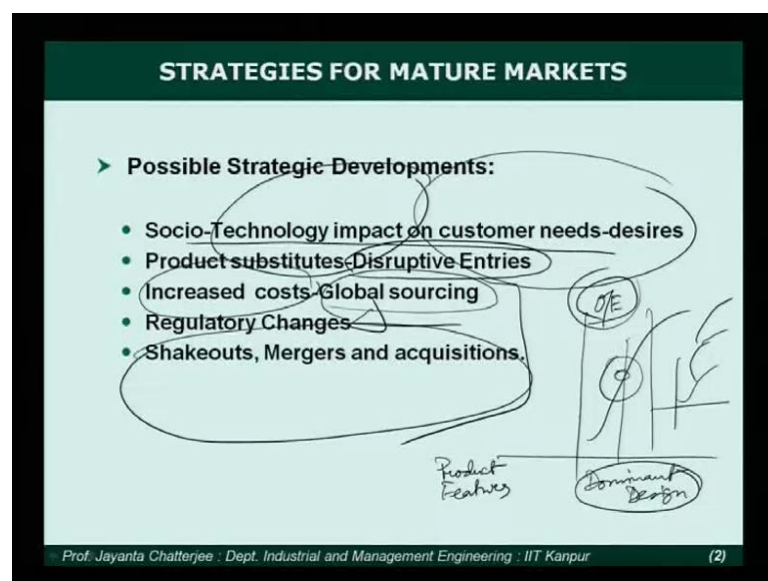 STRATEGIES FOR MATURE MARKETS
➤ Possible Strategic Developments:
• Socio-Technology impact on customer needs-desires
• Product substitutes-Disruptive Entries
• Increased costs-Global sourcing
• Regulatory Changes
• Shakeouts, Mergers and acquisitions.
O/E
Product
Features
Dominant
Design
Prof. Jayanta Chatterjee : Dept. Industrial and Management Engineering : IIT Kanpur (2)